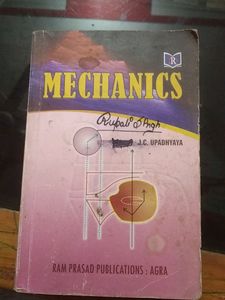 R
MECHANICS
Rupali Singh
J.C. UPADHYAYA
RAM PRASAD PUBLICATIONS : AGRA